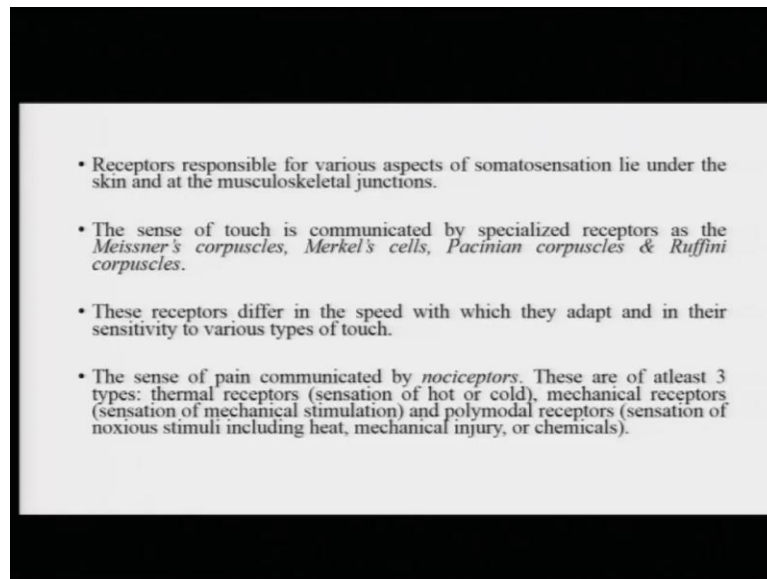 • Receptors responsible for various aspects of somatosensation lie under the
skin and at the musculoskeletal junctions.
• The sense of touch is communicated by specialized receptors as the
Meissner's corpuscles, Merkel's cells, Pacinian corpuscles & Ruffini
corpuscles.
• These receptors differ in the speed with which they adapt and in their
sensitivity to various types of touch.
• The sense of pain communicated by nociceptors. These are of atleast 3
types: thermal receptors (sensation of hot or cold), mechanical receptors
(sensation of mechanical stimulation) and polymodal receptors (sensation of
noxious stimuli including heat, mechanical injury, or chemicals).